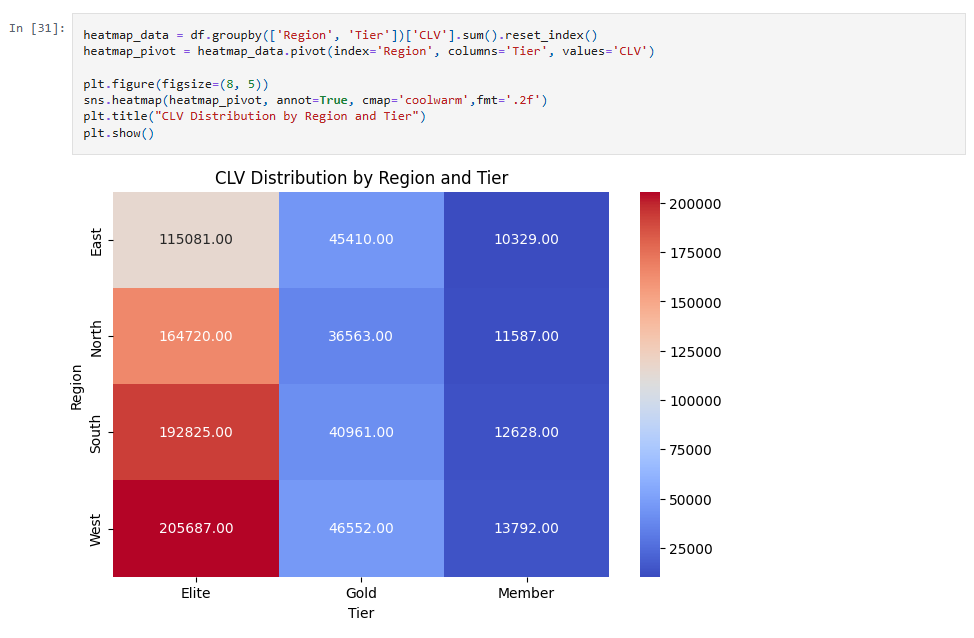 In [31]:
heatmap_data = df.groupby(['Region', 'Tier'])['CLV'].sum().reset_index()
heatmap_pivot = heatmap_data.pivot(index='Region', columns='Tier', values='CLV')
plt.figure(figsize=(8, 5))
sns.heatmap(heatmap_pivot, annot=True, cmap='coolwarm',fmt='.2f')
plt.title("CLV Distribution by Region and Tier")
plt.show()
CLV Distribution by Region and Tier
East 115081.00 45410.00 10329.00
North 164720.00 36563.00 11587.00
South 192825.00 40961.00 12628.00
West 205687.00 46552.00 13792.00
Region
Elite Gold Member
Tier
200000
175000
150000
125000
100000
75000
50000
25000